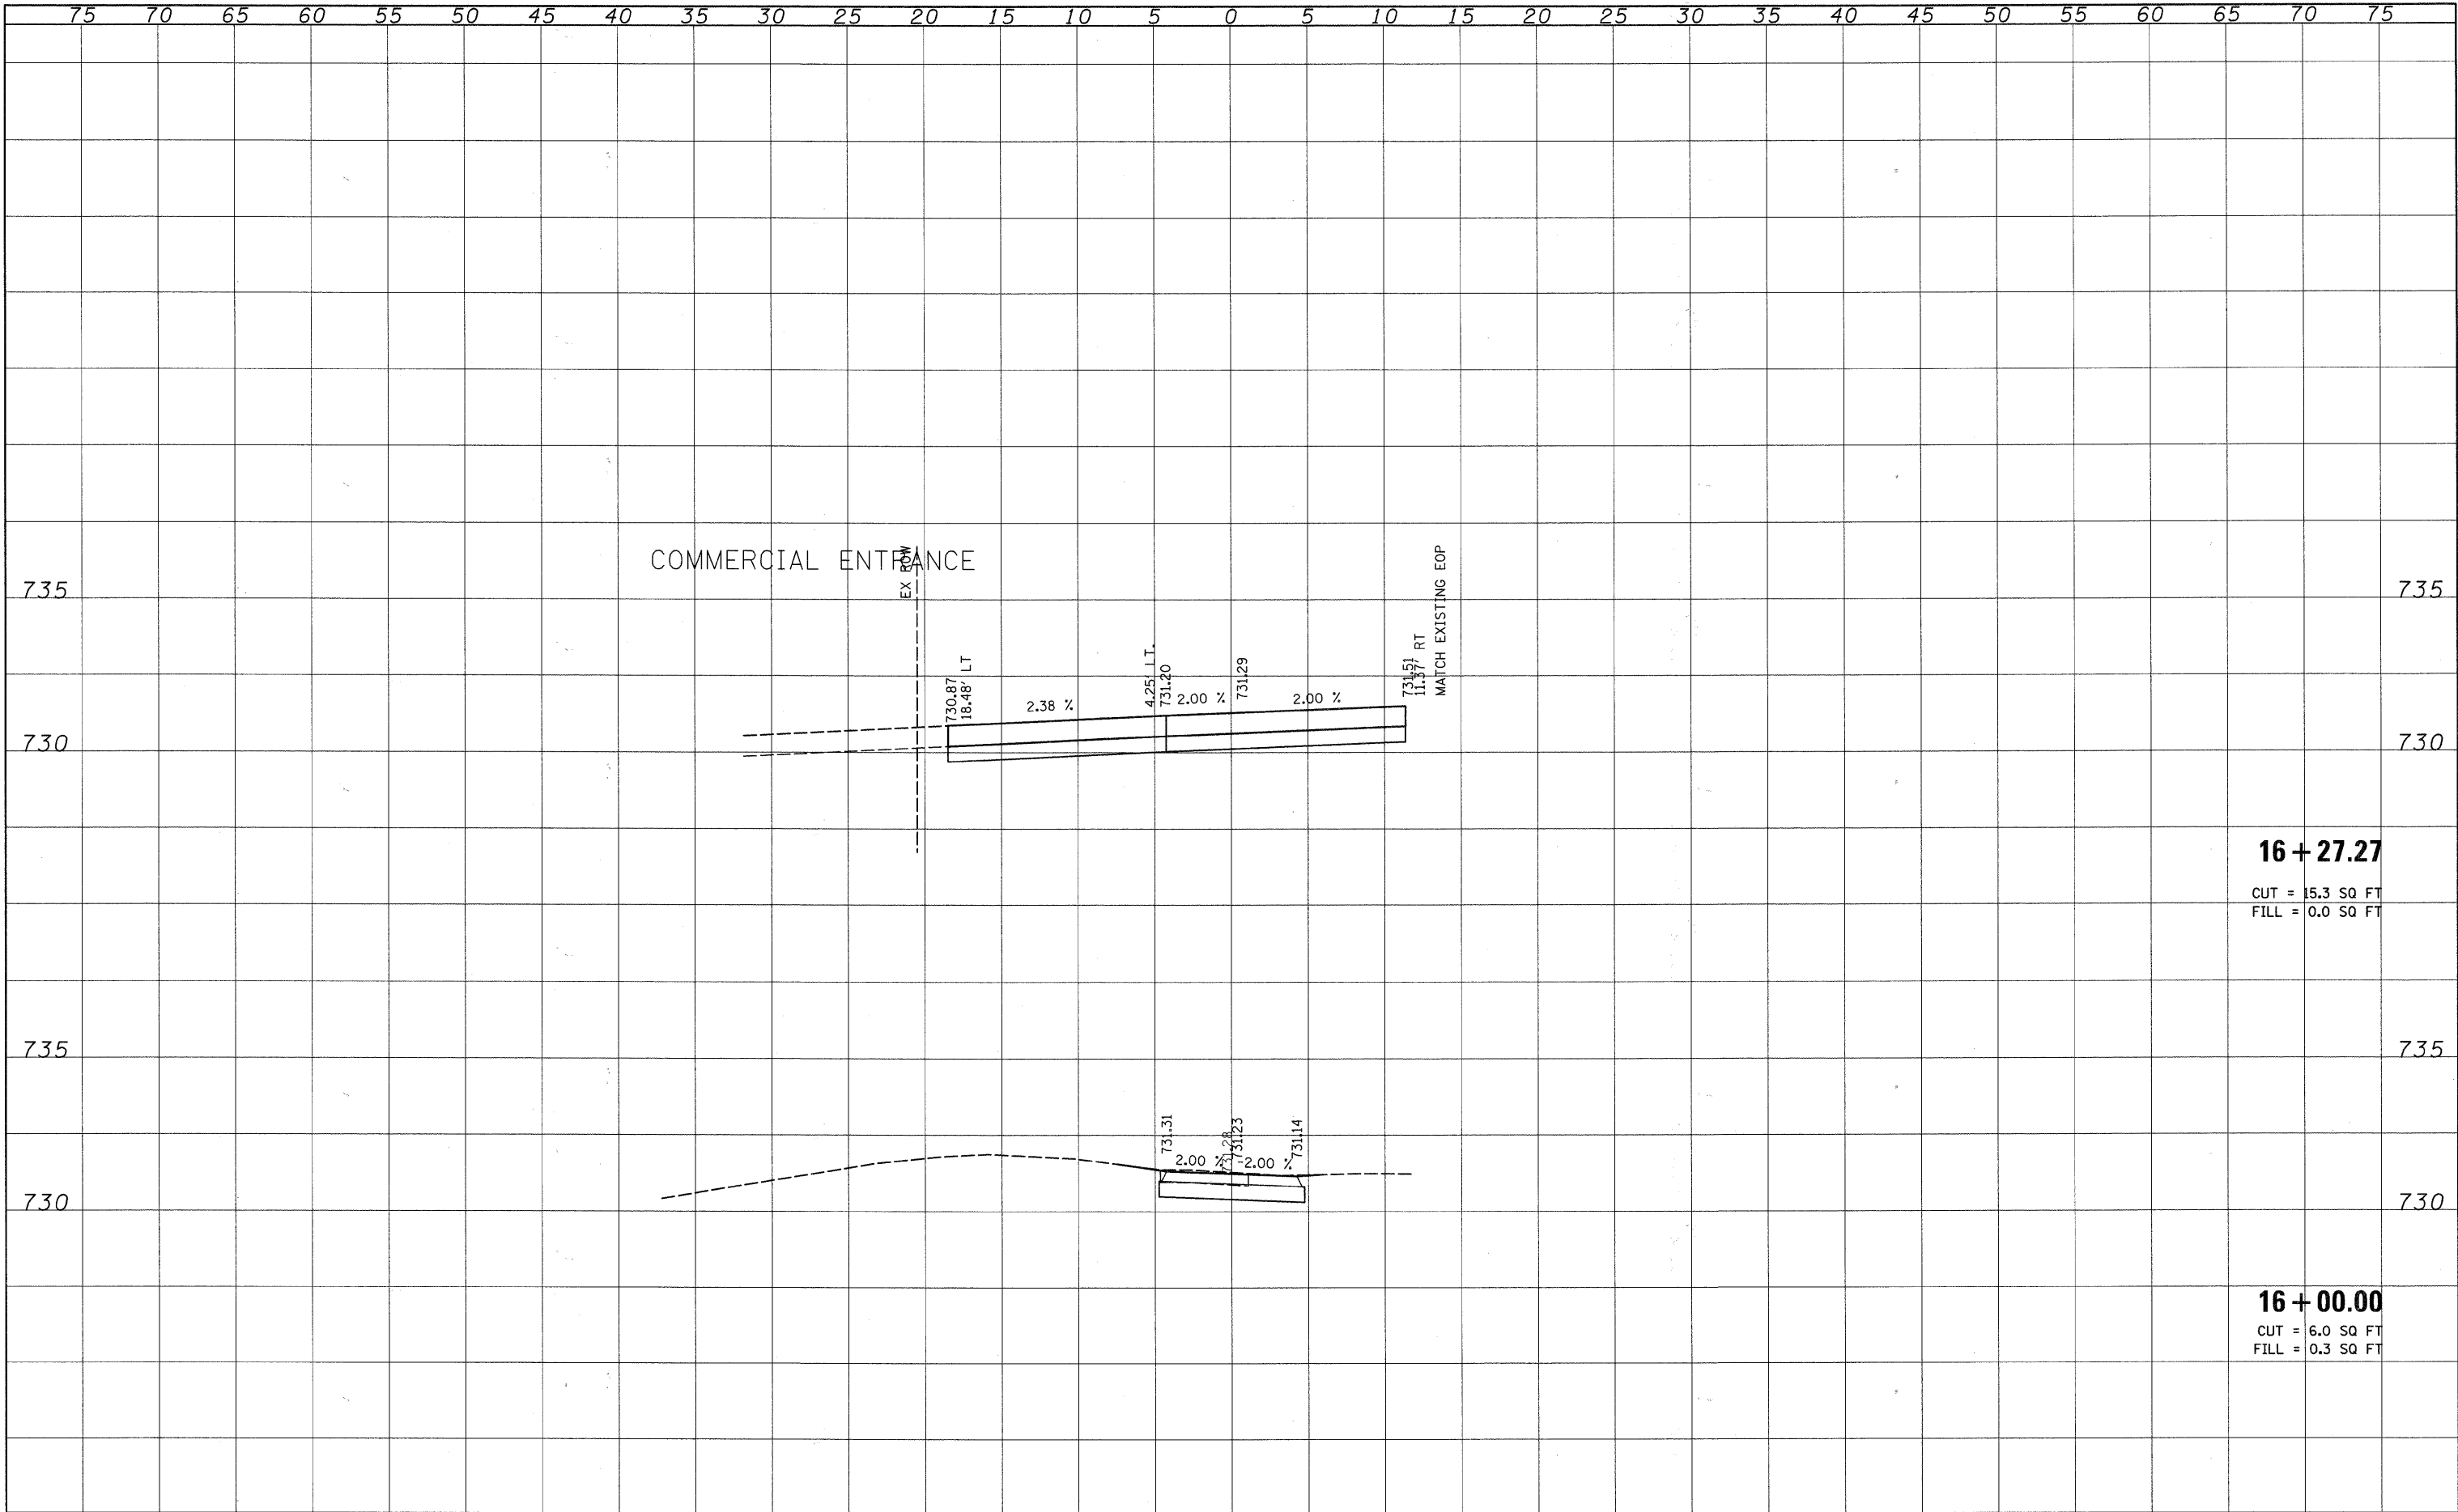 75 70 65 60 55 50 45 40 35 30 25 20 15 10 5 0 5 10 15 20 25 30 35 40 45 50 55 60 65 70 75
COMMERCIAL ENTRANCE
EX ROW
735
735
730.87
18.48' LT
2.38 %
4.25' LT.
731.20
2.00 %
731.29
2.00 %
731.51
11.37' RT
MATCH EXISTING EOP
730
730
16+27.27
CUT = 15.3 SQ FT
FILL = 0.0 SQ FT
735
735
731.31
2.00 %
731.28
731.23
-2.00 %
731.14
730
730
16+00.00
CUT = 6.0 SQ FT
FILL = 0.3 SQ FT